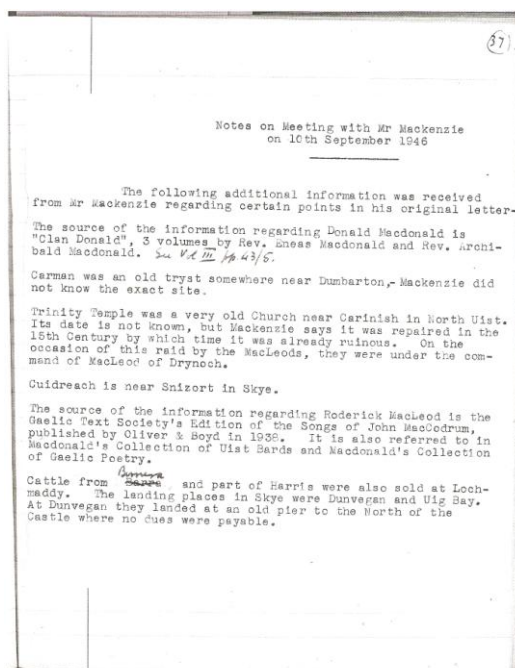 37
Notes on Meeting with Mr Mackenzie
on 10th September 1946
The following additional information was received
from Mr Mackenzie regarding certain points in his original letter-
The source of the information regarding Donald Macdonald is
"Clan Donald", 3 volumes by Rev. Eneas Macdonald and Rev. Archi-
bald Macdonald. See Vol III pp. 43/5.
Carman was an old tryst somewhere near Dumbarton,- Mackenzie did
not know the exact site.
Trinity Temple was a very old Church near Carinish in North Uist.
Its date is not known, but Mackenzie says it was repaired in the
15th Century by which time it was already ruinous. On the
occasion of this raid by the MacLeods, they were under the com-
mand of MacLeod of Drynoch.
Cuidreach is near Snizort in Skye.
The source of the information regarding Roderick MacLeod is the
Gaelic Text Society's Edition of the Songs of John MacCodrum,
published by Oliver & Boyd in 1938. It is also referred to in
Macdonald's Collection of Uist Bards and Macdonald's Collection
of Gaelic Poetry.
Cattle from Barra and part of Harris were also sold at Loch-
maddy. The landing places in Skye were Dunvegan and Uig Bay.
At Dunvegan they landed at an old pier to the North of the
Castle where no dues were payable.